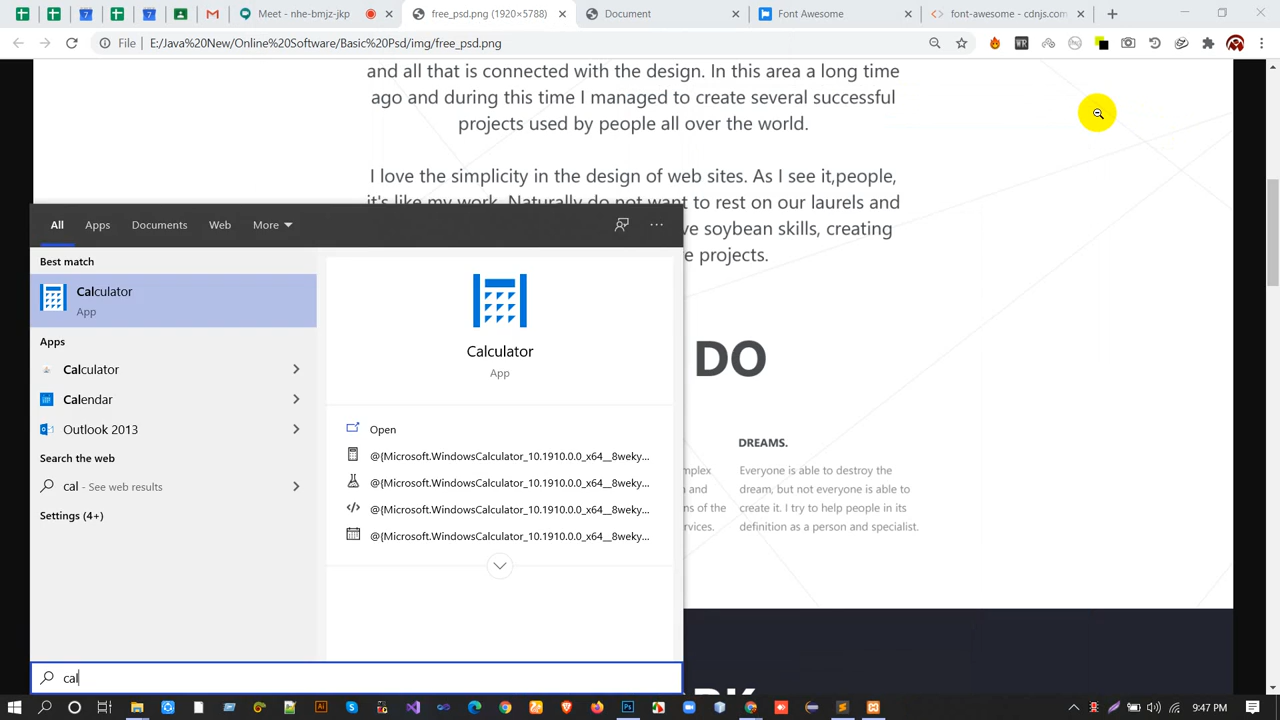 Meet - nhe-bmjz-jkp
free_psd.png (1920×5788)
Document
Font Awesome
font-awesome - cdnjs.com
File
E:/Java%20New/Online%20Software/Basic%20Psd/img/free_psd.png
and all that is connected with the design. In this area a long time
ago and during this time I managed to create several successful
projects used by people all over the world.
I love the simplicity in the design of web sites. As I see it,people,
it's like my work. Naturally do not want to rest on our laurels and
ve soybean skills, creating
e projects.
DO
DREAMS.
mplex
Everyone is able to destroy the
n and
dream, but not everyone is able to
ns of the
create it. I try to help people in its
rvices.
definition as a person and specialist.
All
Apps
Documents
Web
More
Best match
Calculator
App
Apps
Calculator
Calendar
Outlook 2013
Search the web
cal - See web results
Settings (4+)
Calculator
App
Open
@{Microsoft.WindowsCalculator_10.1910.0.0_x64__8weky...
@{Microsoft.WindowsCalculator_10.1910.0.0_x64__8weky...
@{Microsoft.WindowsCalculator_10.1910.0.0_x64__8weky...
@{Microsoft.WindowsCalculator_10.1910.0.0_x64__8weky...
cal
9:47 PM